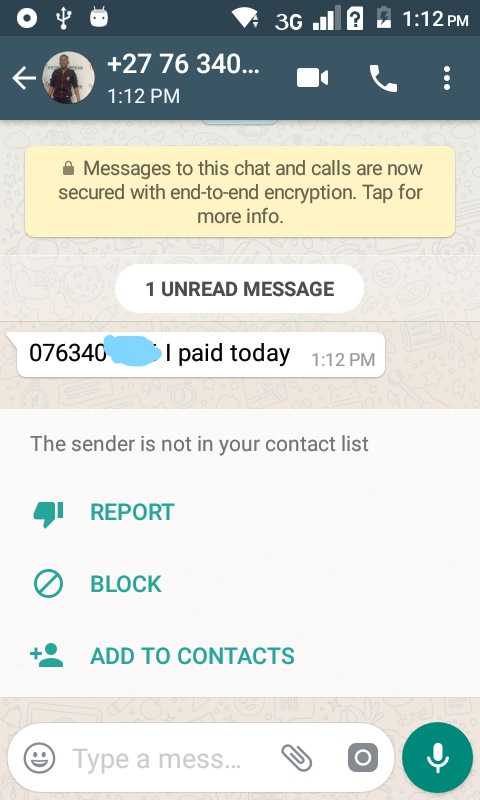 3G
1:12 PM
+27 76 340...
1:12 PM
Messages to this chat and calls are now
secured with end-to-end encryption. Tap for
more info.
1 UNREAD MESSAGE
076340 I paid today
1:12 PM
The sender is not in your contact list
REPORT
BLOCK
ADD TO CONTACTS
Type a mess...